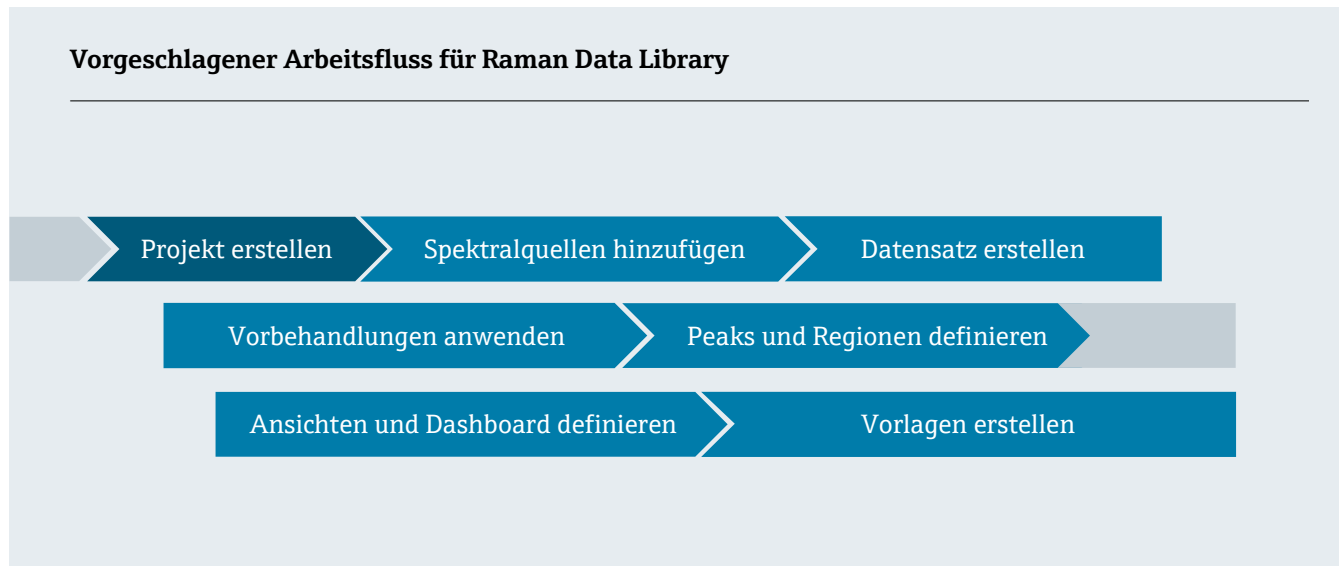 Vorgeschlagener Arbeitsfluss für Raman Data Library
Projekt erstellen
Spektralquellen hinzufügen
Datensatz erstellen
Vorbehandlungen anwenden
Peaks und Regionen definieren
Ansichten und Dashboard definieren
Vorlagen erstellen